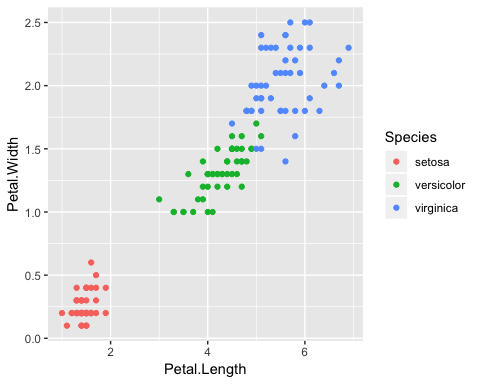 2.5
2.0
1.5
1.0
0.5
0.0
Petal.Width
2 4 6
Petal.Length
Species
setosa
versicolor
virginica